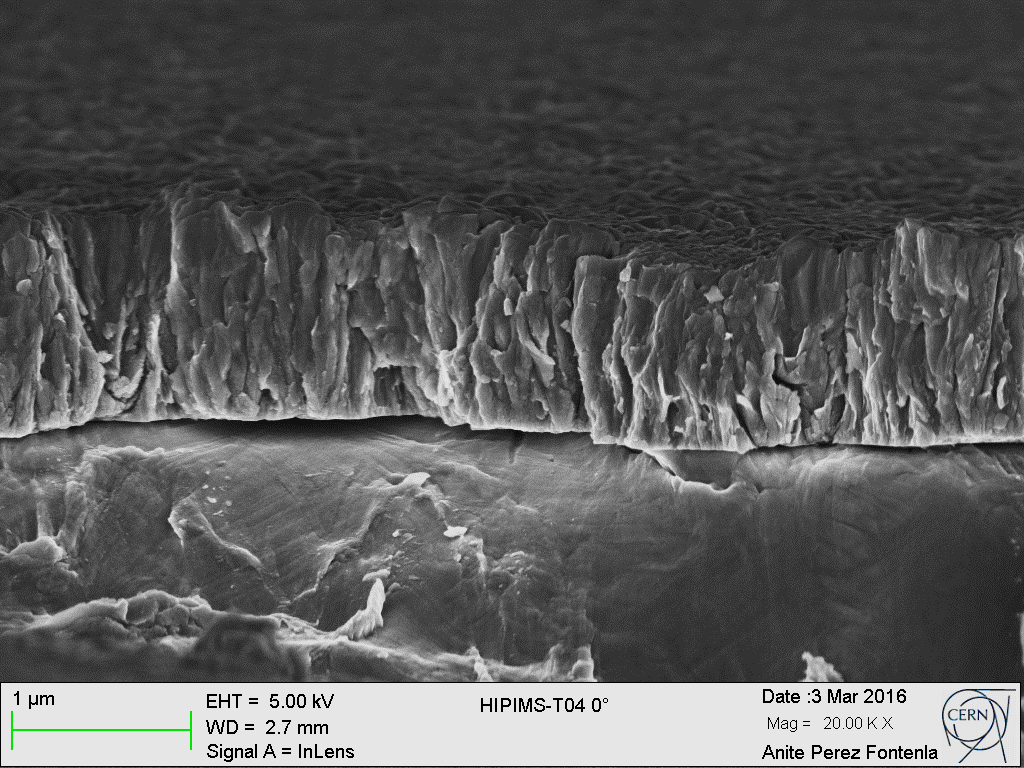 1 µm
EHT = 5.00 kV
WD = 2.7 mm
Signal A = InLens
HIPIMS-T04 0°
Date :3 Mar 2016
Mag = 20.00 K X
Anite Perez Fontenla
CERN